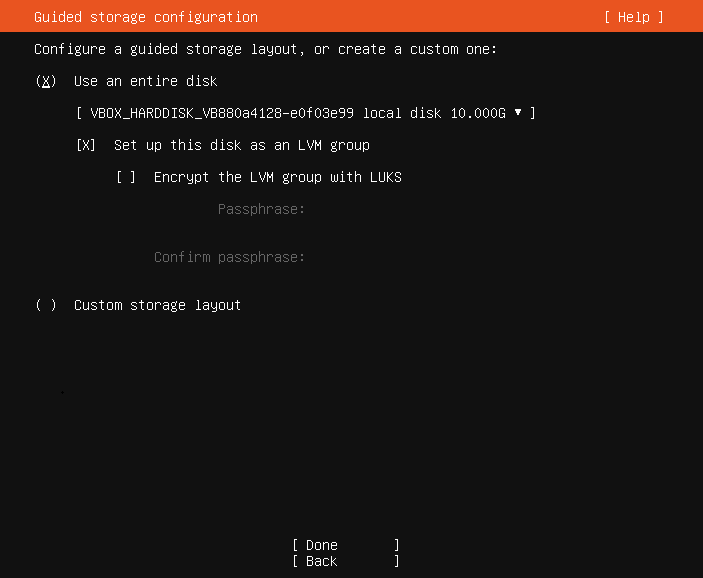 Guided storage configuration [ Help ]
Configure a guided storage layout, or create a custom one:
(X) Use an entire disk
[ VBOX_HARDDISK_VB880a4128-e0f03e99 local disk 10.000G ▼ ]
[X] Set up this disk as an LVM group
[ ] Encrypt the LVM group with LUKS
Passphrase:
Confirm passphrase:
( ) Custom storage layout
[ Done ]
[ Back ]